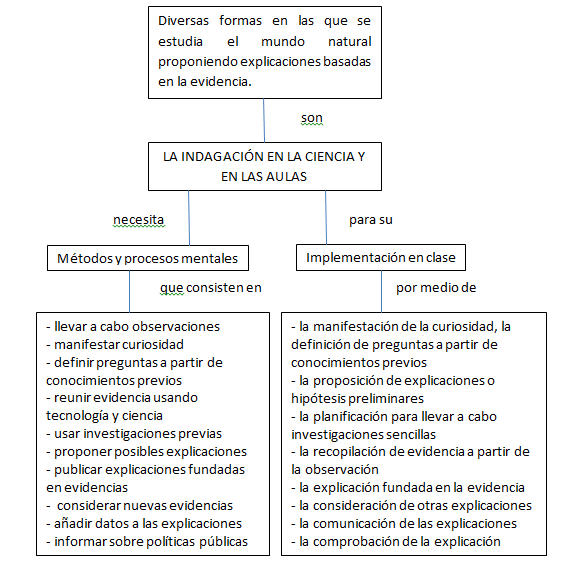 Diversas formas en las que se
estudia el mundo natural
proponiendo explicaciones basadas
en la evidencia.
son
LA INDAGACIÓN EN LA CIENCIA Y
EN LAS AULAS
necesita
para su
Métodos y procesos mentales
Implementación en clase
que consisten en
por medio de
- llevar a cabo observaciones
- manifestar curiosidad
- definir preguntas a partir de
conocimientos previos
- reunir evidencia usando
tecnología y ciencia
- usar investigaciones previas
- proponer posibles explicaciones
- publicar explicaciones fundadas
en evidencias
- considerar nuevas evidencias
- añadir datos a las explicaciones
- informar sobre políticas públicas
- la manifestación de la curiosidad, la
definición de preguntas a partir de
conocimientos previos
- la proposición de explicaciones o
hipótesis preliminares
- la planificación para llevar a cabo
investigaciones sencillas
- la recopilación de evidencia a partir de
la observación
- la explicación fundada en la evidencia
- la consideración de otras explicaciones
- la comunicación de las explicaciones
- la comprobación de la explicación